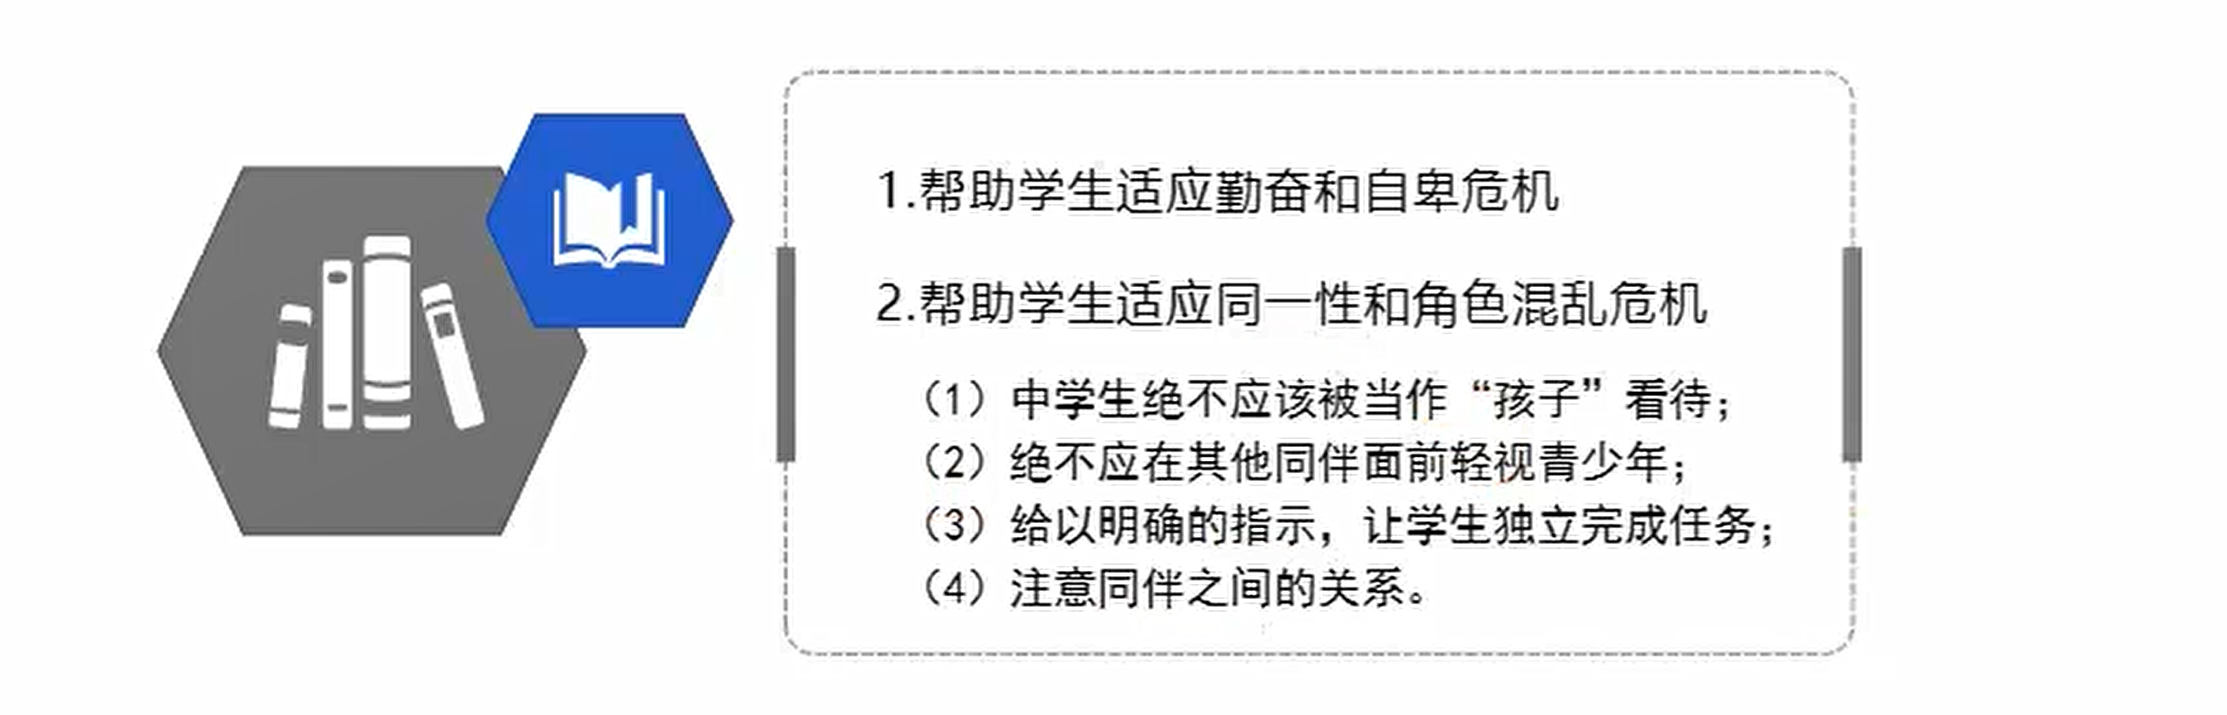 1.帮助学生适应勤奋和自卑危机
2.帮助学生适应同一性和角色混乱危机
（1）中学生绝不应该被当作“孩子”看待；
（2）绝不应在其他同伴面前轻视青少年；
（3）给以明确的指示，让学生独立完成任务；
（4）注意同伴之间的关系。